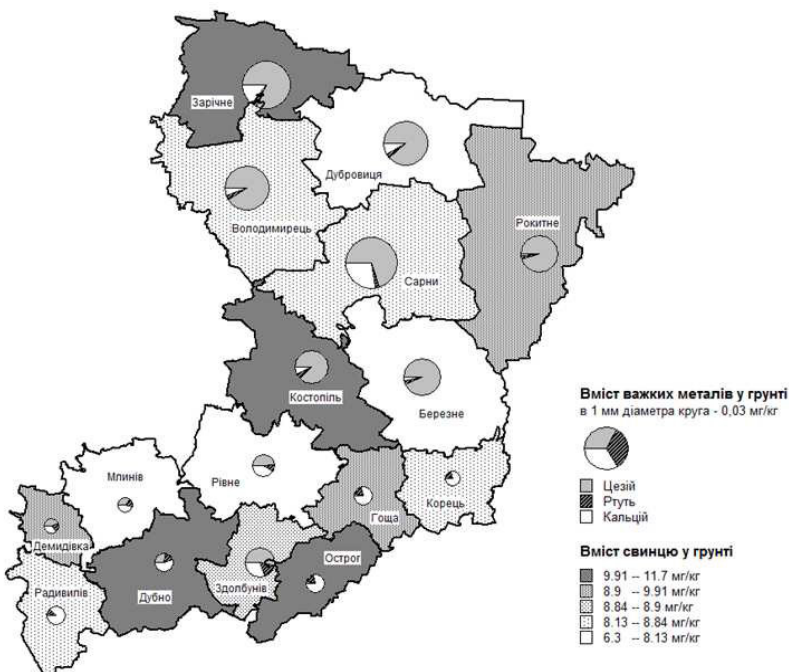 Зарічне
Дубровиця
Володимирець
Рокитне
Сарни
Костопіль
Березне
Млинів
Рівне
Гоща
Корець
Демидівка
Острог
Здолбунів
Дубно
Радивилів
Вміст важких металів у грунті
в 1 мм діаметра круга - 0,03 мг/кг
Цезій
Ртуть
Кальцій
Вміст свинцю у грунті
9.91 -- 11.7 мг/кг
8.9 -- 9.91 мг/кг
8.84 -- 8.9 мг/кг
8.13 -- 8.84 мг/кг
6.3 -- 8.13 мг/кг